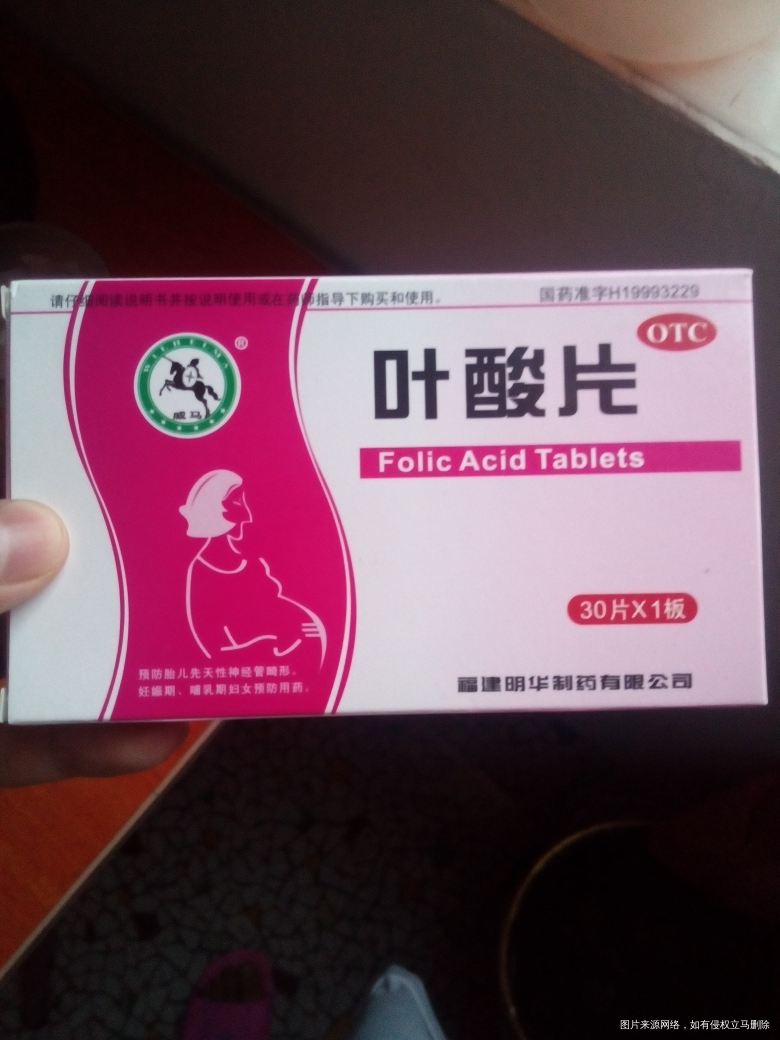 请仔细阅读说明书并按说明使用或在药师指导下购买和使用。
国药准字H19993229
OTC
WEICHEIMA
®
威马
叶酸片
Folic Acid Tablets
30片X1板
预防胎儿先天性神经管畸形。
妊娠期、哺乳期妇女预防用药。
福建明华制药有限公司
图片来源网络，如有侵权立马删除